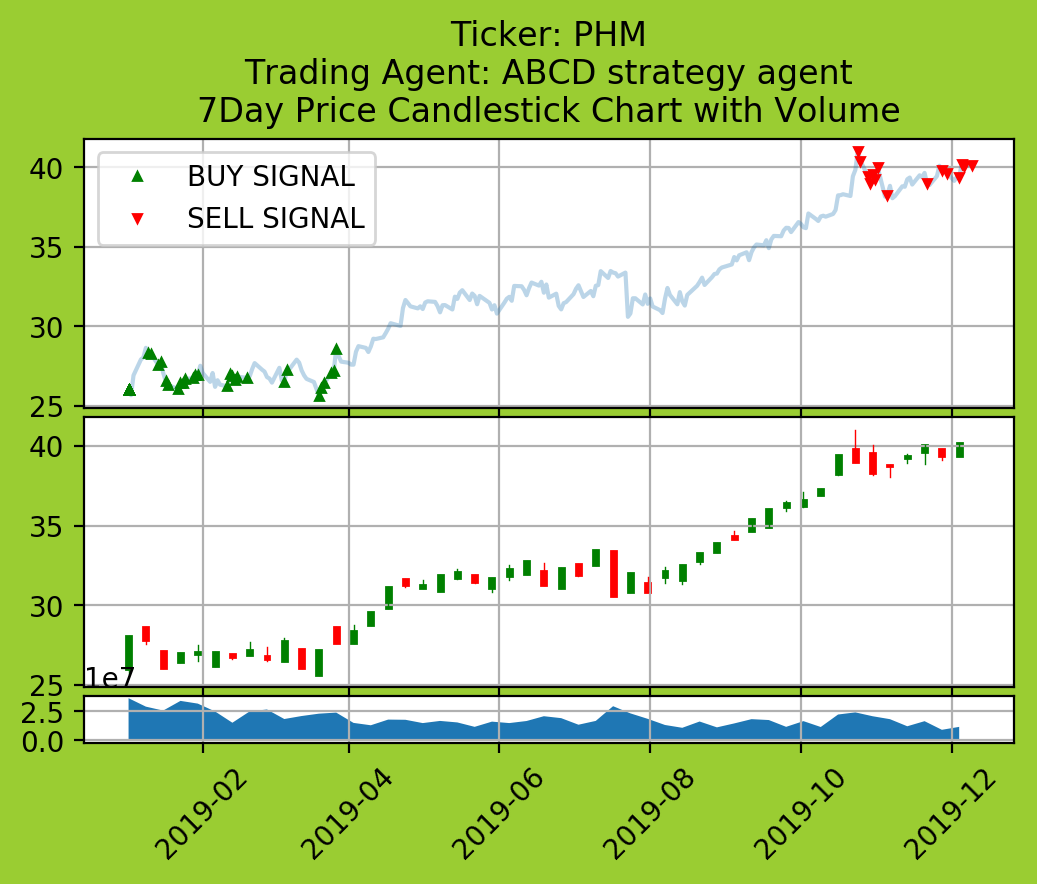 Ticker: PHM
Trading Agent: ABCD strategy agent
7Day Price Candlestick Chart with Volume
BUY SIGNAL
SELL SIGNAL
40
35
30
25
40
35
30
25
1e7
2.5
0.0
2019-02
2019-04
2019-06
2019-08
2019-10
2019-12